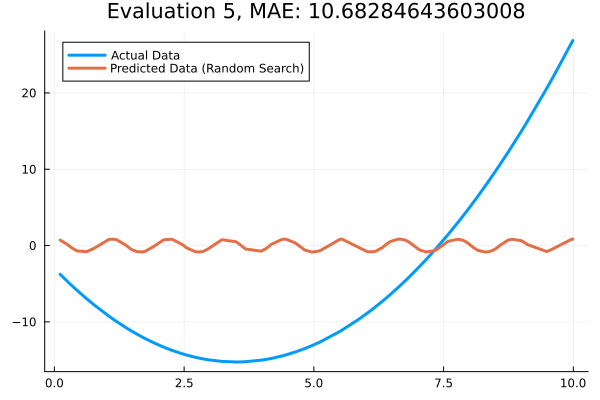 Evaluation 5, MAE: 10.68284643603008
Actual Data
Predicted Data (Random Search)
20
10
0
−10
0.0 2.5 5.0 7.5 10.0